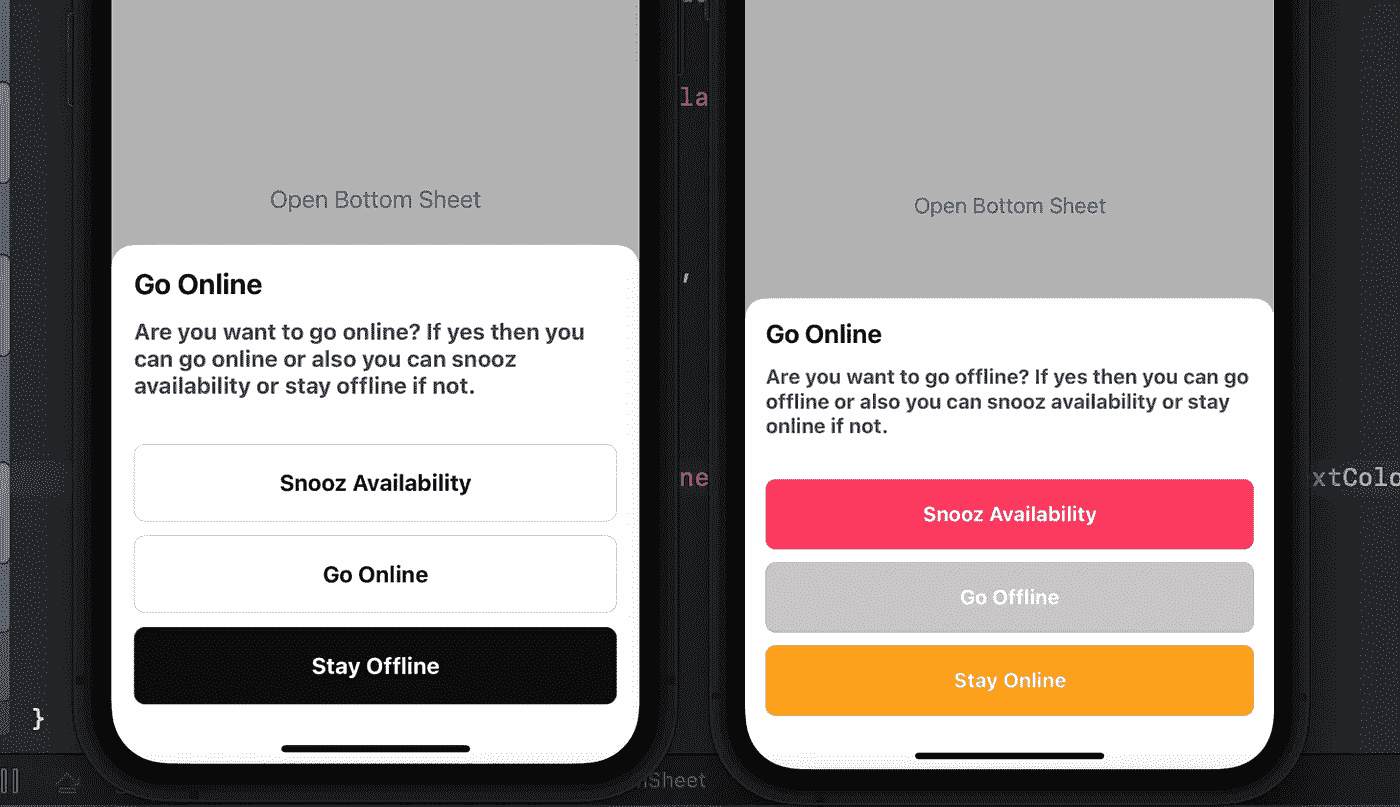 la
,
ne
xtColo
}
Sheet
Open Bottom Sheet
Go Online
Are you want to go online? If yes then you
can go online or also you can snooz
availability or stay offline if not.
Snooz Availability
Go Online
Stay Offline
Open Bottom Sheet
Go Online
Are you want to go offline? If yes then you can go
offline or also you can snooz availability or stay
online if not.
Snooz Availability
Go Offline
Stay Online